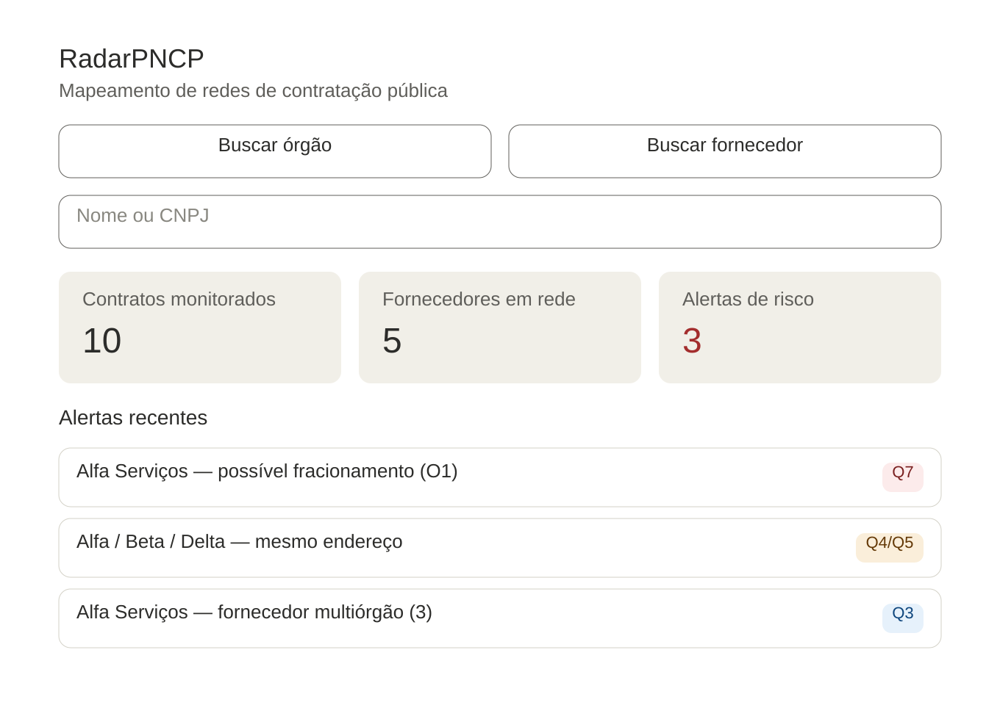 RadarPNCP
Mapeamento de redes de contratação pública
Buscar órgão
Buscar fornecedor
Nome ou CNPJ
Contratos monitorados
10
Fornecedores em rede
5
Alertas de risco
3
Alertas recentes
Alfa Serviços — possível fracionamento (O1)
Q7
Alfa / Beta / Delta — mesmo endereço
Q4/Q5
Alfa Serviços — fornecedor multiórgão (3)
Q3